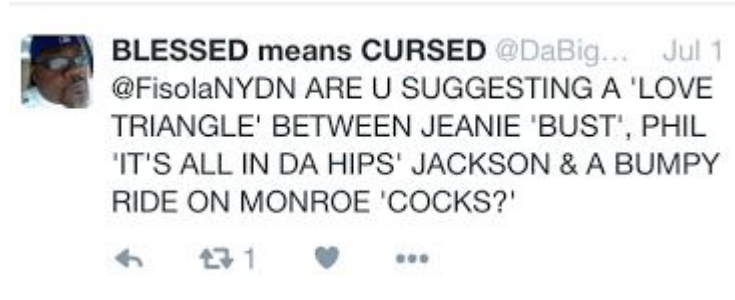 BLESSED means CURSED @DaBig... Jul 1
@FisolaNYDN ARE U SUGGESTING A 'LOVE
TRIANGLE' BETWEEN JEANIE 'BUST', PHIL
'IT'S ALL IN DA HIPS' JACKSON & A BUMPY
RIDE ON MONROE 'COCKS?'
1